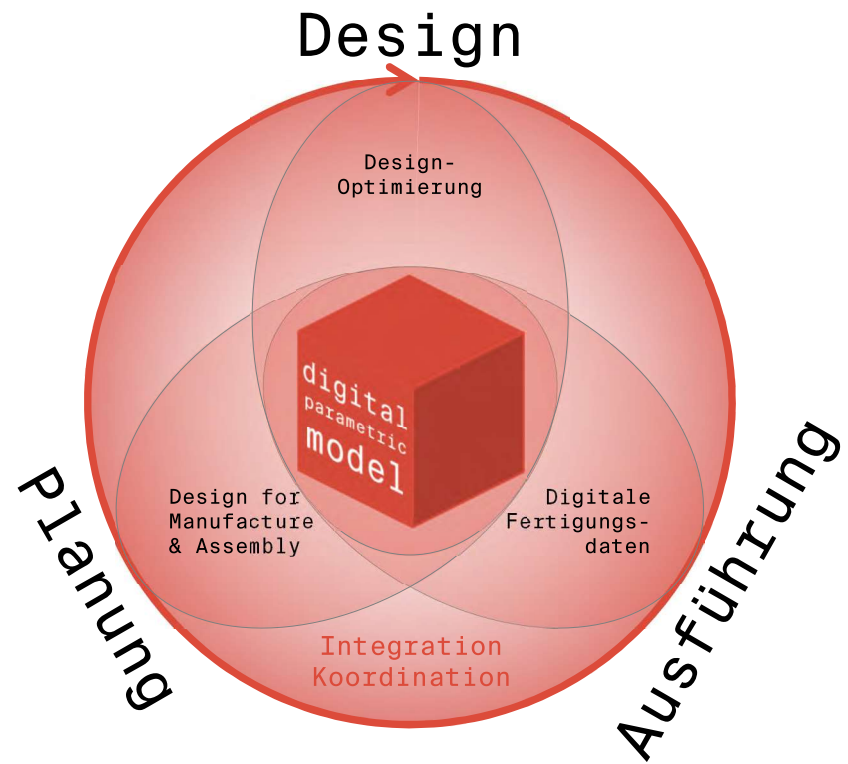 Design
Design-
Optimierung
digital
parametric
model
Design for
Manufacture
& Assembly
Digitale
Fertigungs-
daten
Planung
Ausführung
Integration
Koordination